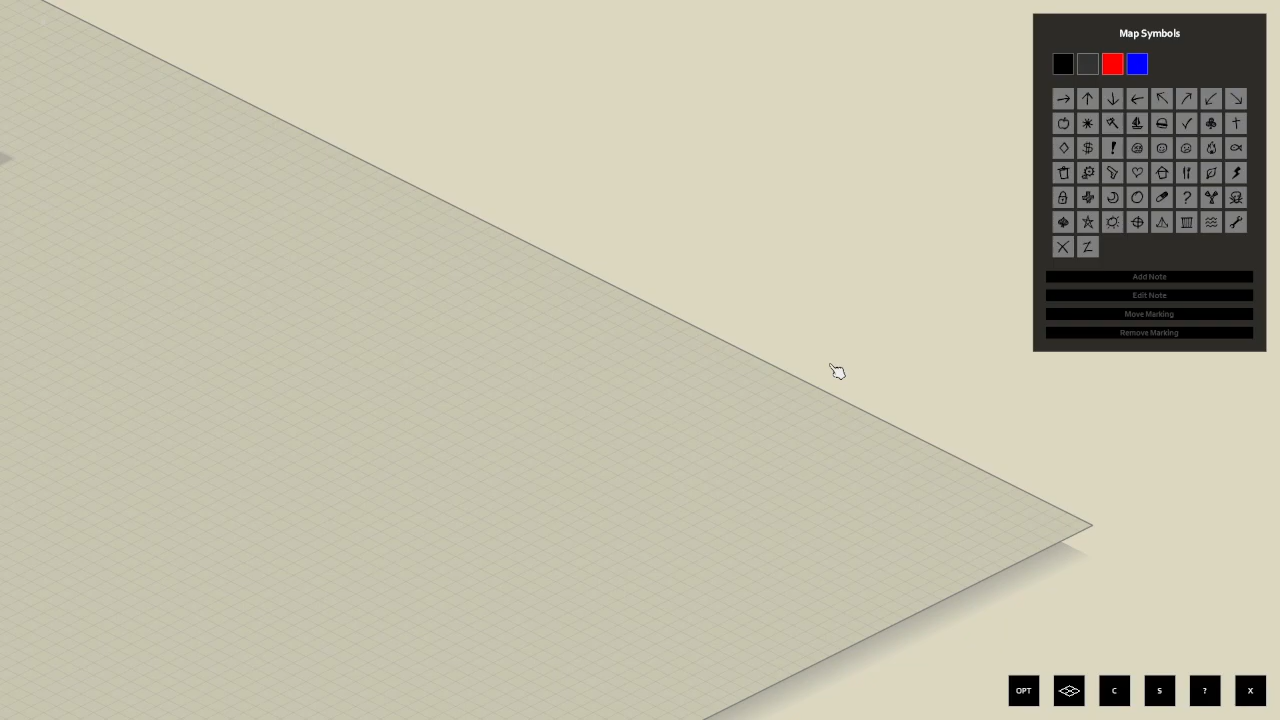 Map Symbols
Add Note
Edit Note
Move Marking
Remove Marking
OPT
C
S
?
X